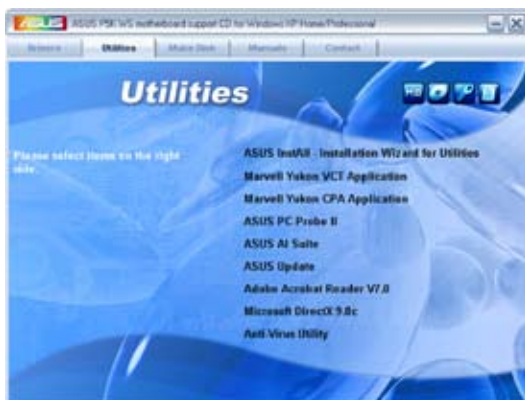 ASUS P5K WS motherboard support CD for Windows XP Home/Professional
Drivers Utilities Make Disk Manuals Contact
Utilities
Please select items on the right side.
ASUS InstAll - Installation Wizard for Utilities
Marvell Yukon VCT Application
Marvell Yukon CPA Application
ASUS PC Probe II
ASUS AI Suite
ASUS Update
Adobe Acrobat Reader V7.0
Microsoft DirectX 9.0c
Anti-Virus Utility